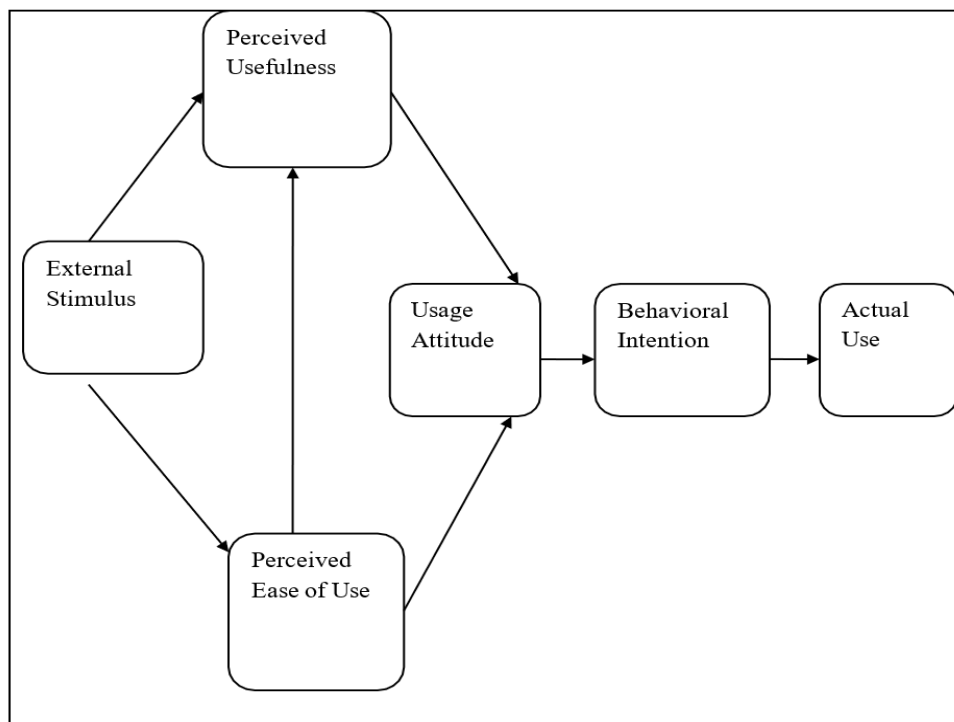 Perceived
Usefulness
External
Stimulus
Usage
Attitude
Behavioral
Intention
Actual
Use
Perceived
Ease of Use